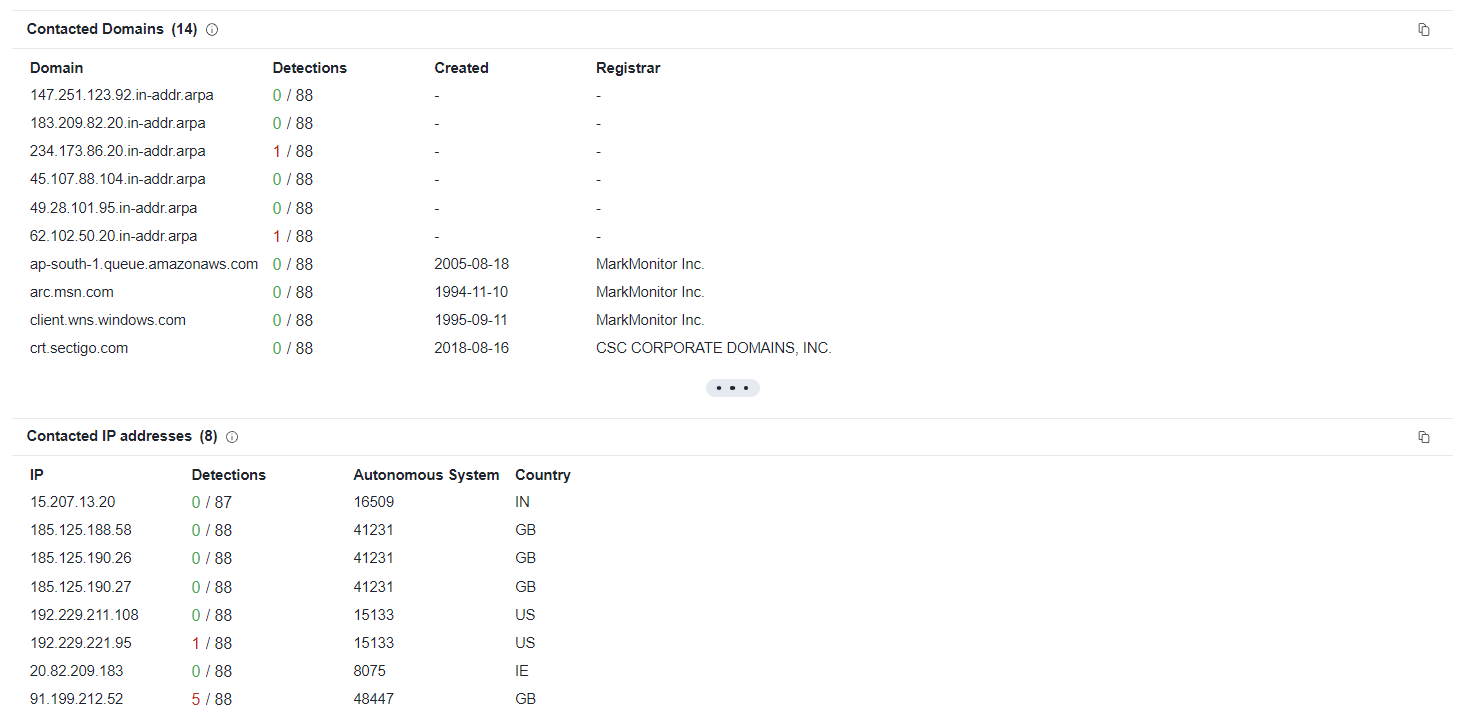 Contacted Domains (14)
Domain Detections Created Registrar
147.251.123.92.in-addr.arpa 0 / 88 - -
183.209.82.20.in-addr.arpa 0 / 88 - -
234.173.86.20.in-addr.arpa 1 / 88 - -
45.107.88.104.in-addr.arpa 0 / 88 - -
49.28.101.95.in-addr.arpa 0 / 88 - -
62.102.50.20.in-addr.arpa 1 / 88 - -
ap-south-1.queue.amazonaws.com 0 / 88 2005-08-18 MarkMonitor Inc.
arc.msn.com 0 / 88 1994-11-10 MarkMonitor Inc.
client.wns.windows.com 0 / 88 1995-09-11 MarkMonitor Inc.
crt.sectigo.com 0 / 88 2018-08-16 CSC CORPORATE DOMAINS, INC.
Contacted IP addresses (8)
IP Detections Autonomous System Country
15.207.13.20 0 / 87 16509 IN
185.125.188.58 0 / 88 41231 GB
185.125.190.26 0 / 88 41231 GB
185.125.190.27 0 / 88 41231 GB
192.229.211.108 0 / 88 15133 US
192.229.221.95 1 / 88 15133 US
20.82.209.183 0 / 88 8075 IE
91.199.212.52 5 / 88 48447 GB